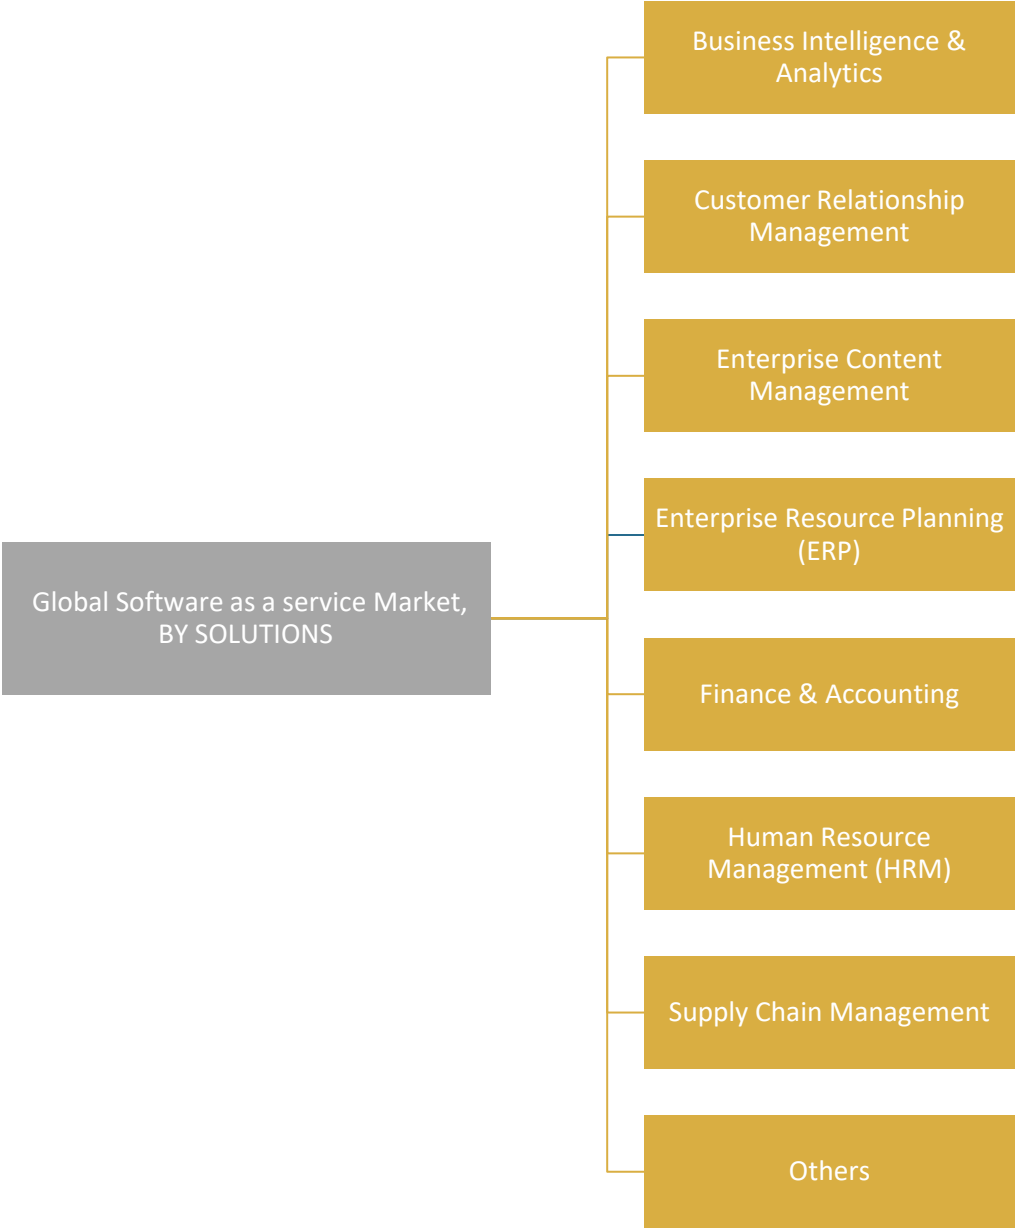 Business Intelligence &
Analytics
Customer Relationship
Management
Enterprise Content
Management
Enterprise Resource Planning
(ERP)
Global Software as a service Market,
BY SOLUTIONS
Finance & Accounting
Human Resource
Management (HRM)
Supply Chain Management
Others